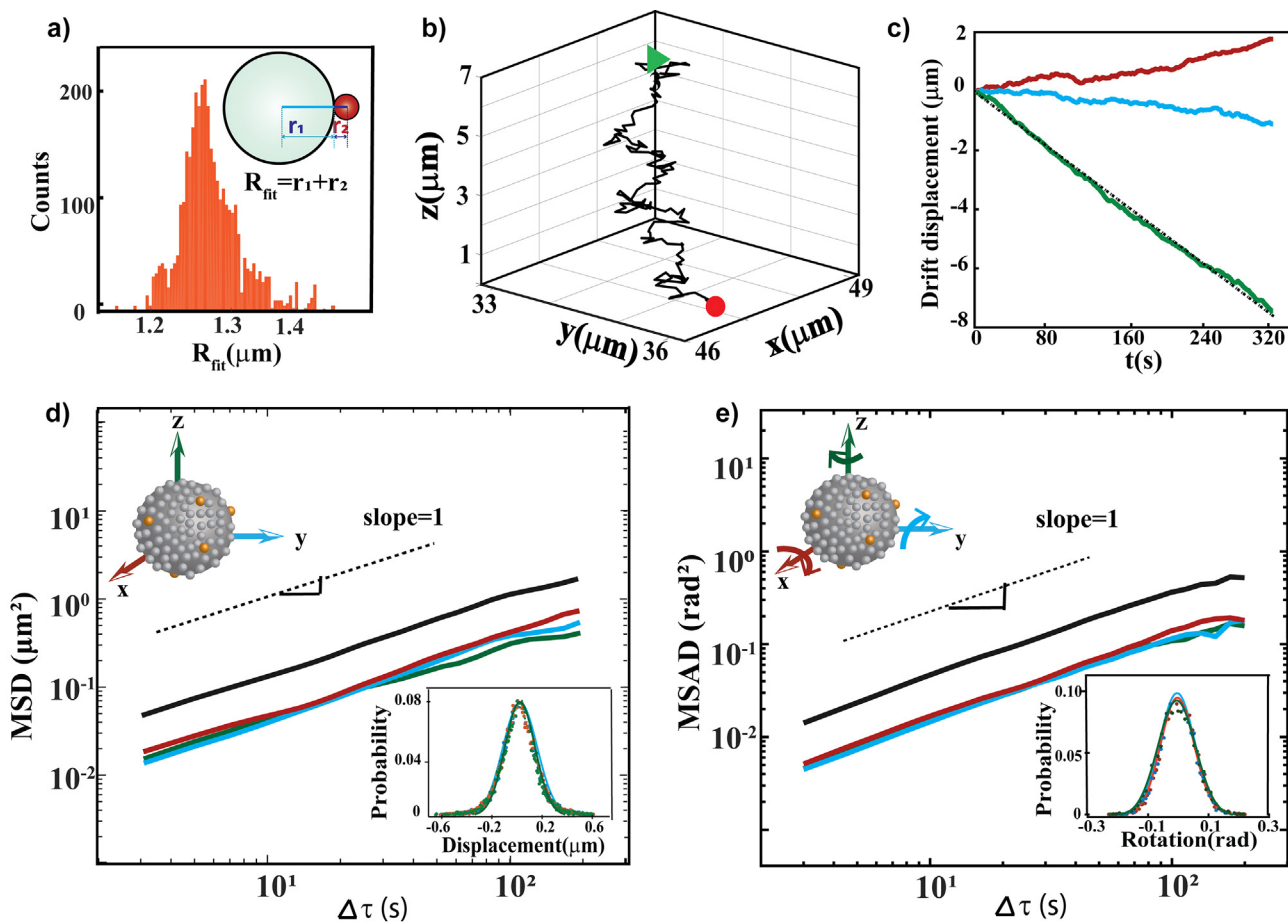 a)
200
100
0
Counts
1.2 1.3 1.4
R_fit(μm)
r₁ r₂
R_fit=r₁+r₂
b)
7
5
3
1
z(μm)
33
36
y(μm)
46
49
x(μm)
c)
2
0
-2
-4
-6
-8
Drift displacement (μm)
0 80 160 240 320
t(s)
d)
z
y
x
slope=1
10¹
10⁰
10⁻¹
10⁻²
MSD (μm²)
10¹ 10²
Δτ (s)
0.08
0.04
0
Probability
-0.6 -0.2 0.2 0.6
Displacement(μm)
e)
z
y
x
slope=1
10¹
10⁰
10⁻¹
10⁻²
MSAD (rad²)
10¹ 10²
Δτ (s)
0.10
0.05
0
Probability
-0.3 -0.1 0.1 0.3
Rotation(rad)